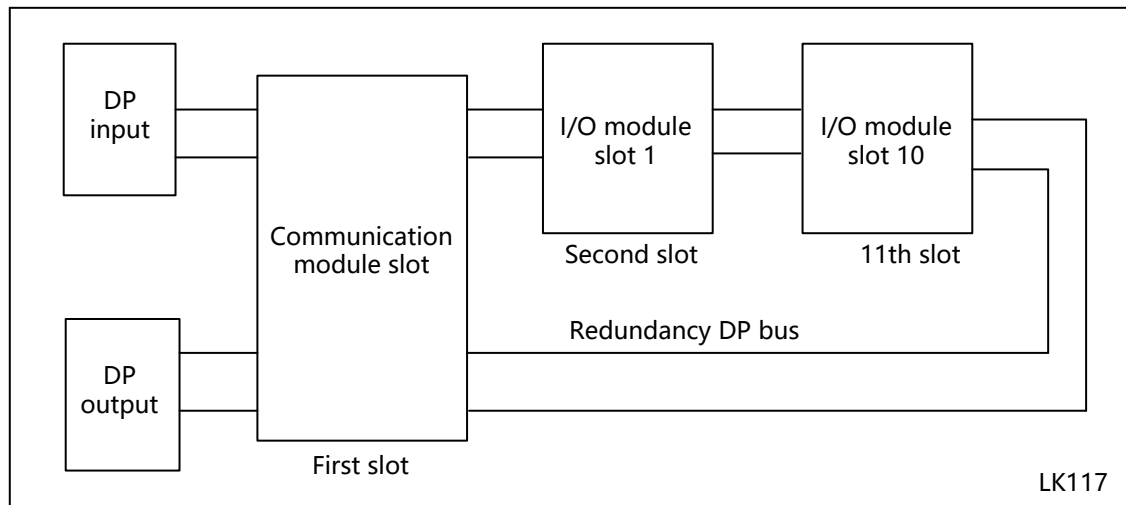 DP
input
Communication
module slot
I/O module
slot 1
I/O module
slot 10
Second slot
11th slot
Redundancy DP bus
DP
output
First slot
LK117